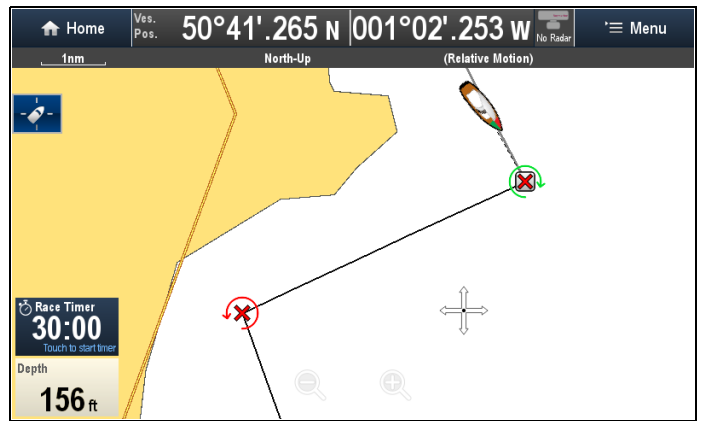 Home
Ves. Pos.
50°41'.265 N
001°02'.253 W
No Radar
Menu
1nm
North-Up
(Relative Motion)
Race Timer
30:00
Touch to start timer
Depth
156 ft